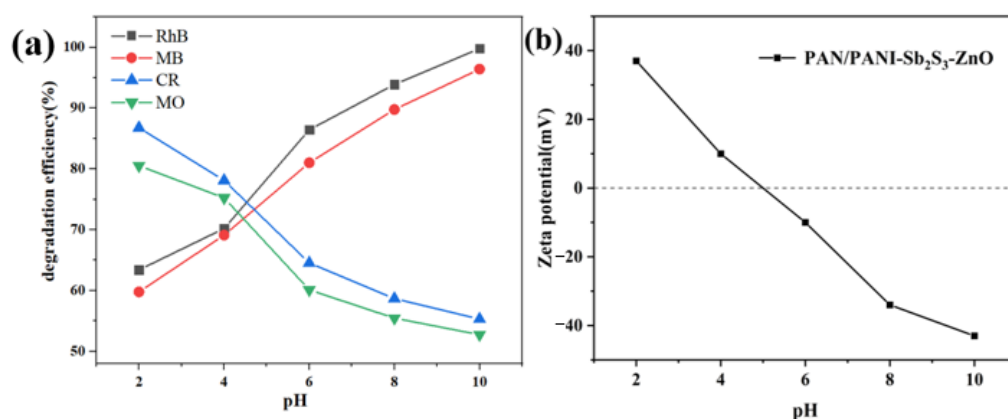 (a)
RhB
MB
CR
MO
degradation efficiency(%)
100
90
80
70
60
50
2 4 6 8 10
pH
(b)
PAN/PANI-Sb₂S₃-ZnO
Zeta potential(mV)
40
20
0
−20
−40
2 4 6 8 10
pH